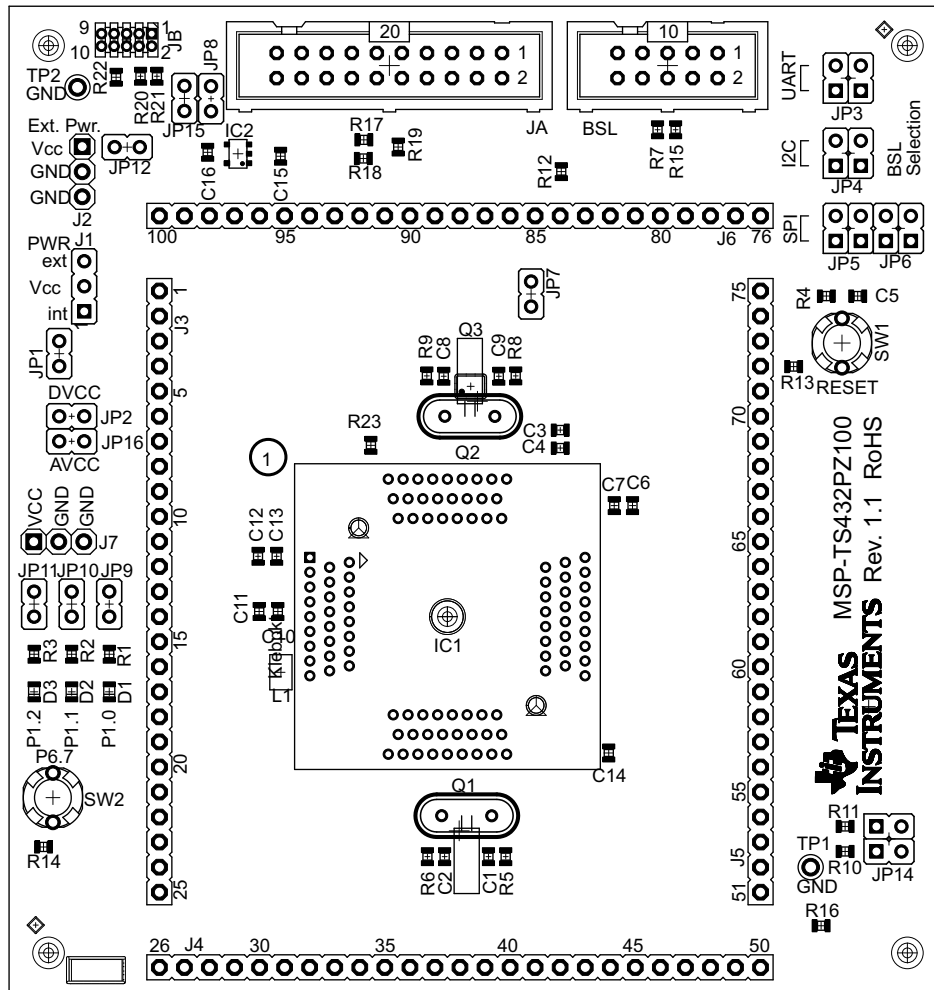 9
1
10
2
JB
JP8
20
1
2
JA
10
1
2
BSL
UART
JP3
I2C
JP4
BSL
Selection
SPI
JP5
JP6
TP2
GND
R22
R20
R21
JP15
IC2
C16
C15
R17
R18
R19
R12
R7
R15
Ext. Pwr.
Vcc
GND
GND
J2
JP12
100
95
90
85
80
J6
76
J1
PWR
ext
Vcc
int
JP1
1
J3
5
10
15
20
25
JP7
75
70
65
60
55
J5
51
R4
C5
SW1
R13
RESET
Q3
R9
C8
C9
R8
DVCC
JP2
JP16
AVCC
R23
Q2
C3
C4
1
C7
C6
VCC
GND
GND
J7
C12
C13
JP11
JP10
JP9
C11
C10
Klebpkt
L1
IC1
R3
R2
R1
D3
D2
D1
P1.2
P1.1
P1.0
P6.7
SW2
R14
C14
Q1
R6
C2
C1
R5
MSP-TS432PZ100
Rev. 1.1 RoHS
TEXAS
INSTRUMENTS
R11
R10
JP14
TP1
GND
R16
26
J4
30
35
40
45
50